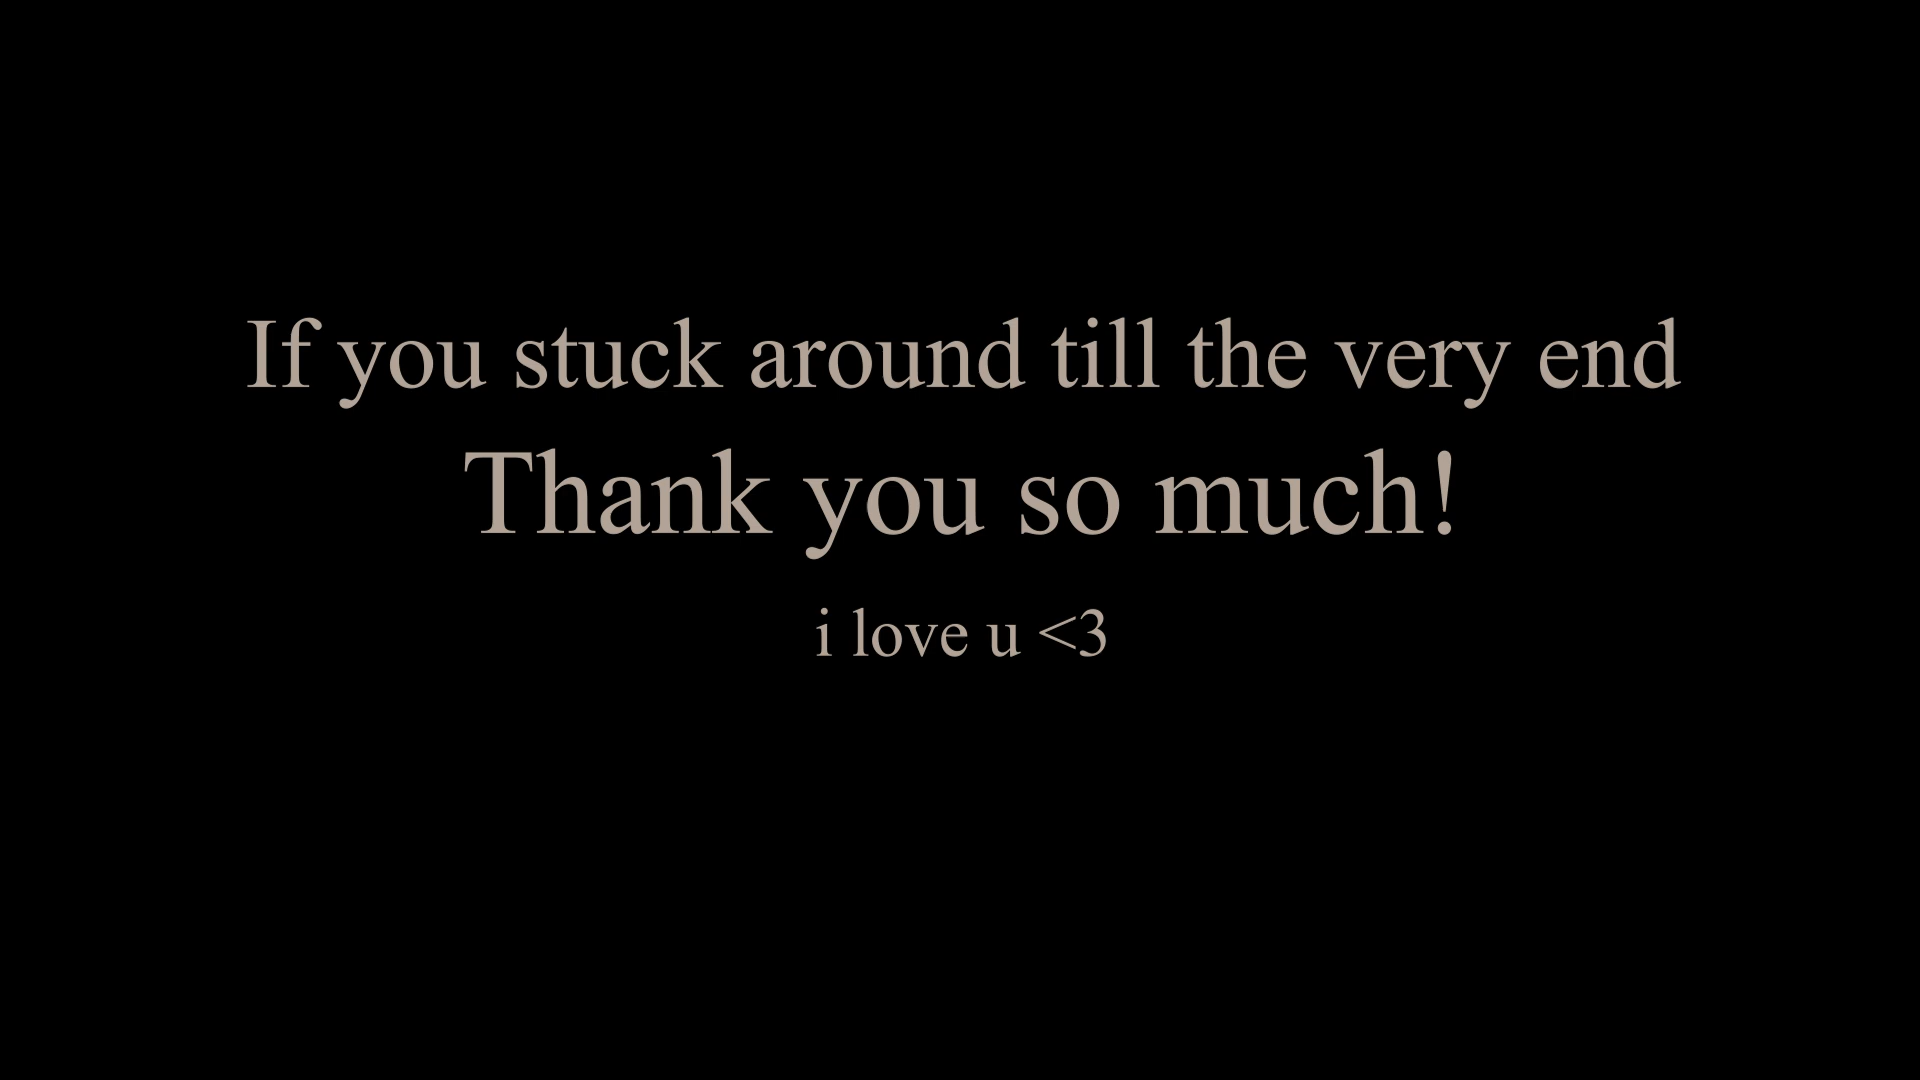 If you stuck around till the very end
Thank you so much!
i love u <3